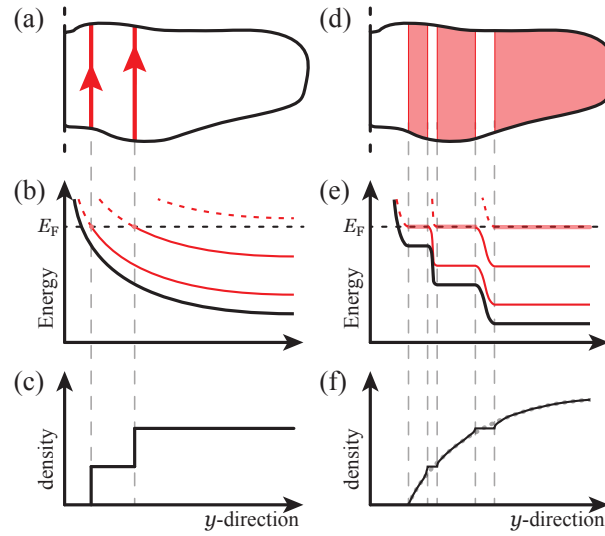 (a)
(b)
E_F
Energy
(c)
density
y-direction
(d)
(e)
E_F
Energy
(f)
density
y-direction